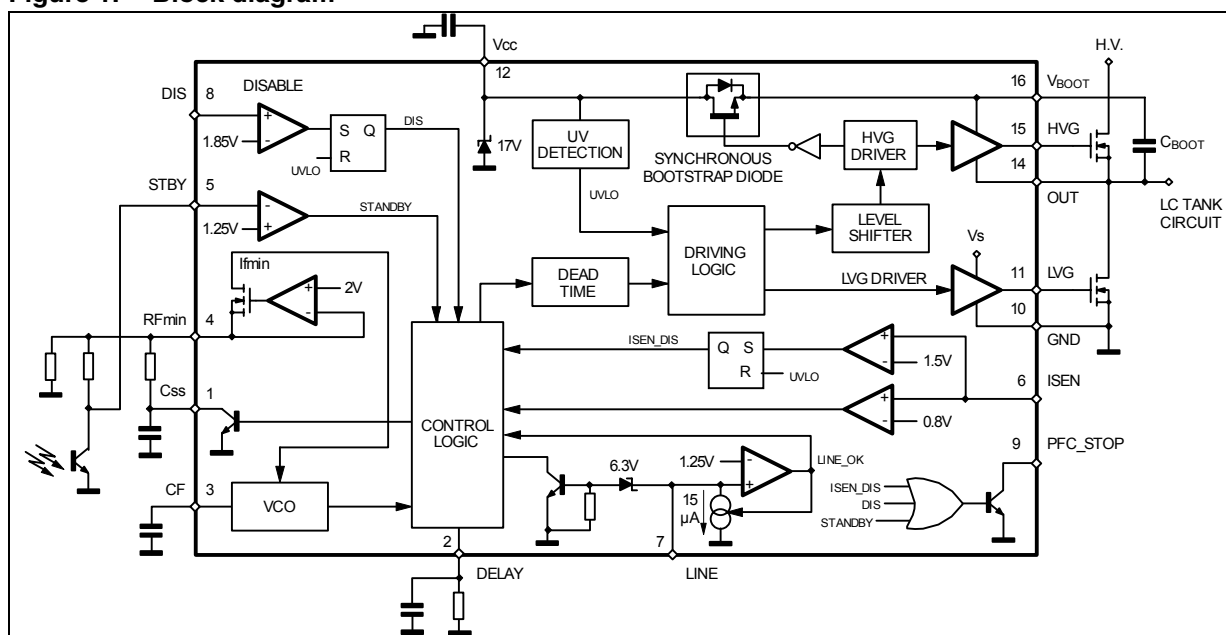 Figure 1. Block diagram
Vcc
H.V.
12
DIS
8
DISABLE
16
VBOOT
+
-
1.85V
S Q
R
UVLO
DIS
17V
UV
DETECTION
SYNCHRONOUS
BOOTSTRAP DIODE
HVG
DRIVER
15
HVG
CBOOT
14
OUT
LC TANK
CIRCUIT
STBY
5
-
+
1.25V
STANDBY
UVLO
DRIVING
LOGIC
LEVEL
SHIFTER
Vs
Ifmin
+
-
2V
DEAD
TIME
LVG DRIVER
11
LVG
10
GND
RFmin
4
ISEN_DIS
Q S
R
UVLO
+
-
1.5V
6
ISEN
Css
1
CONTROL
LOGIC
+
-
0.8V
9
PFC_STOP
6.3V
1.25V
-
+
LINE_OK
CF
3
VCO
15
µA
ISEN_DIS
DIS
STANDBY
2
7
DELAY
LINE